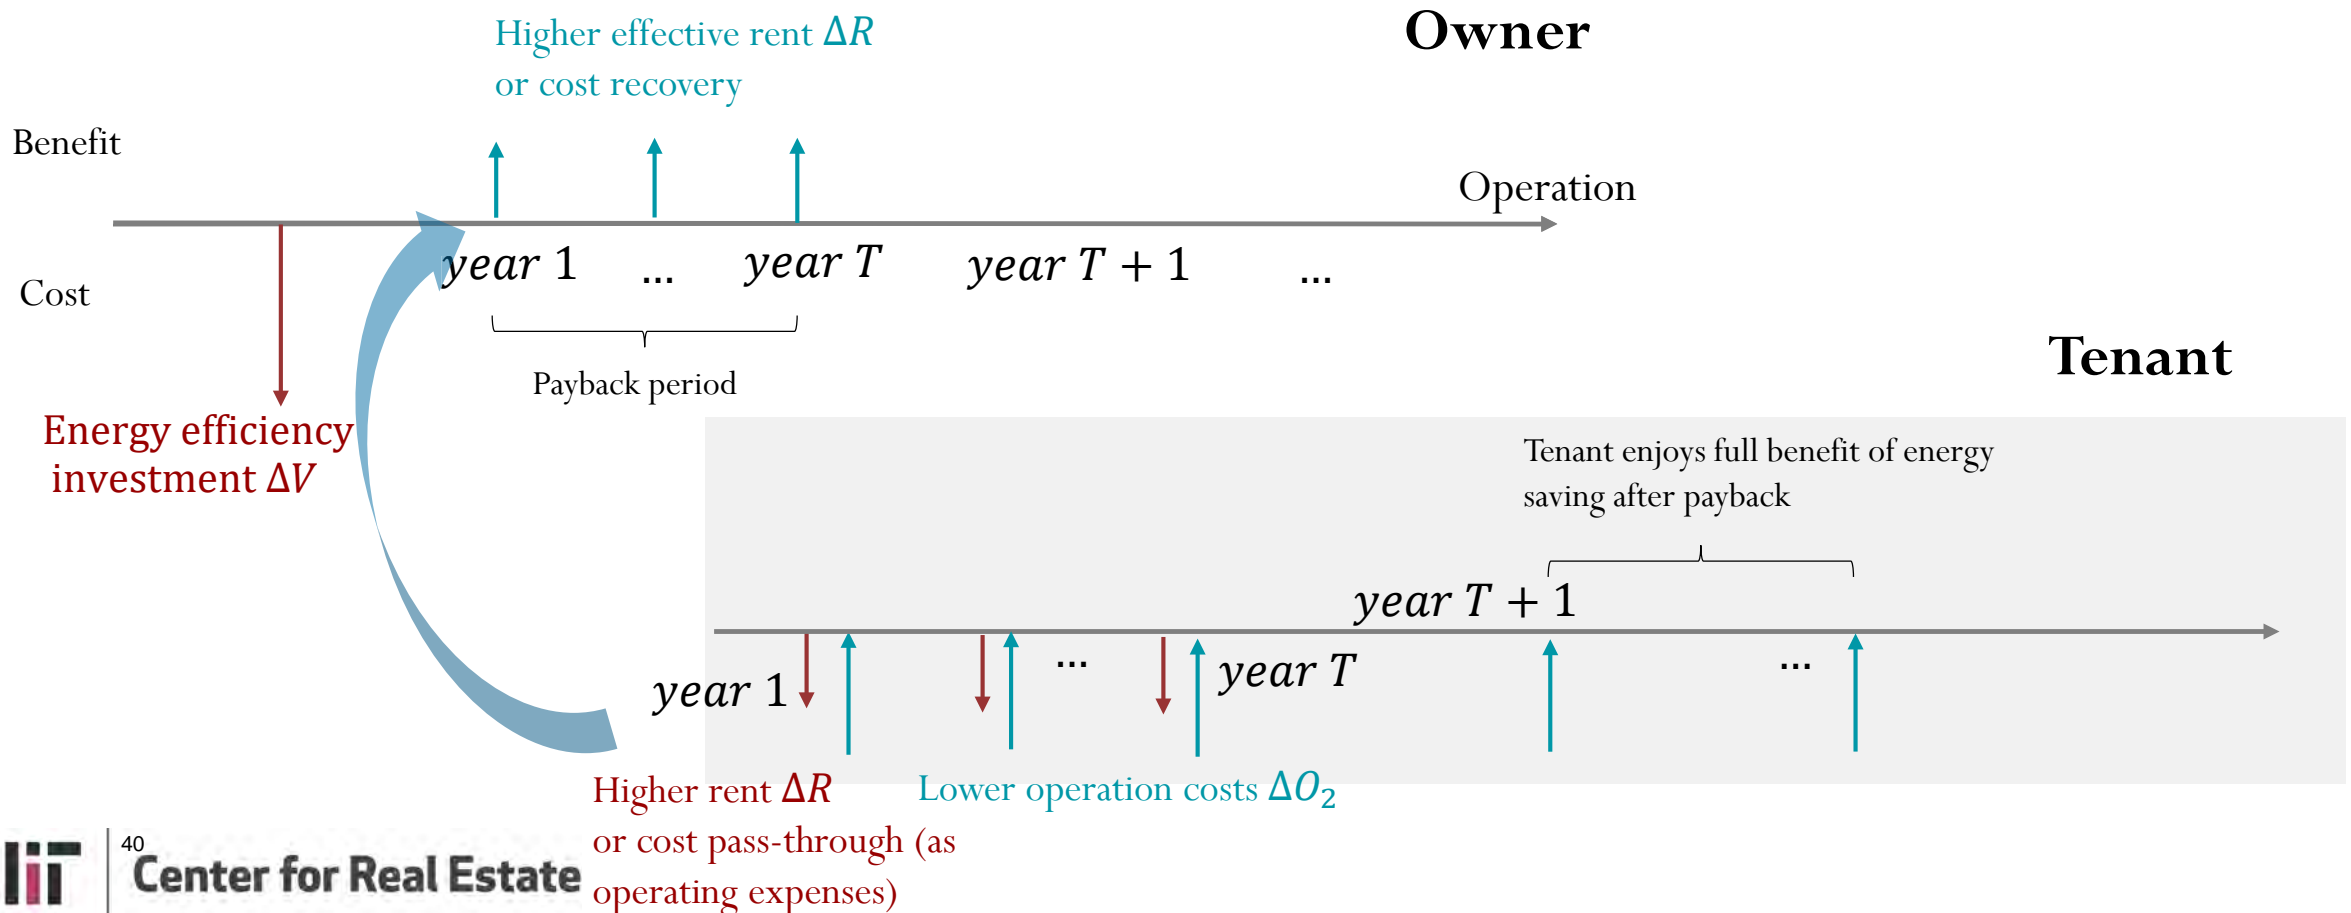 Owner
Higher effective rent ΔR
or cost recovery
Benefit
Operation
Cost
year 1
...
year T
year T + 1
...
Payback period
Energy efficiency
investment ΔV
Tenant
Tenant enjoys full benefit of energy
saving after payback
year T + 1
year 1
...
year T
...
Higher rent ΔR
or cost pass-through (as
operating expenses)
Lower operation costs ΔO₂
40
Center for Real Estate